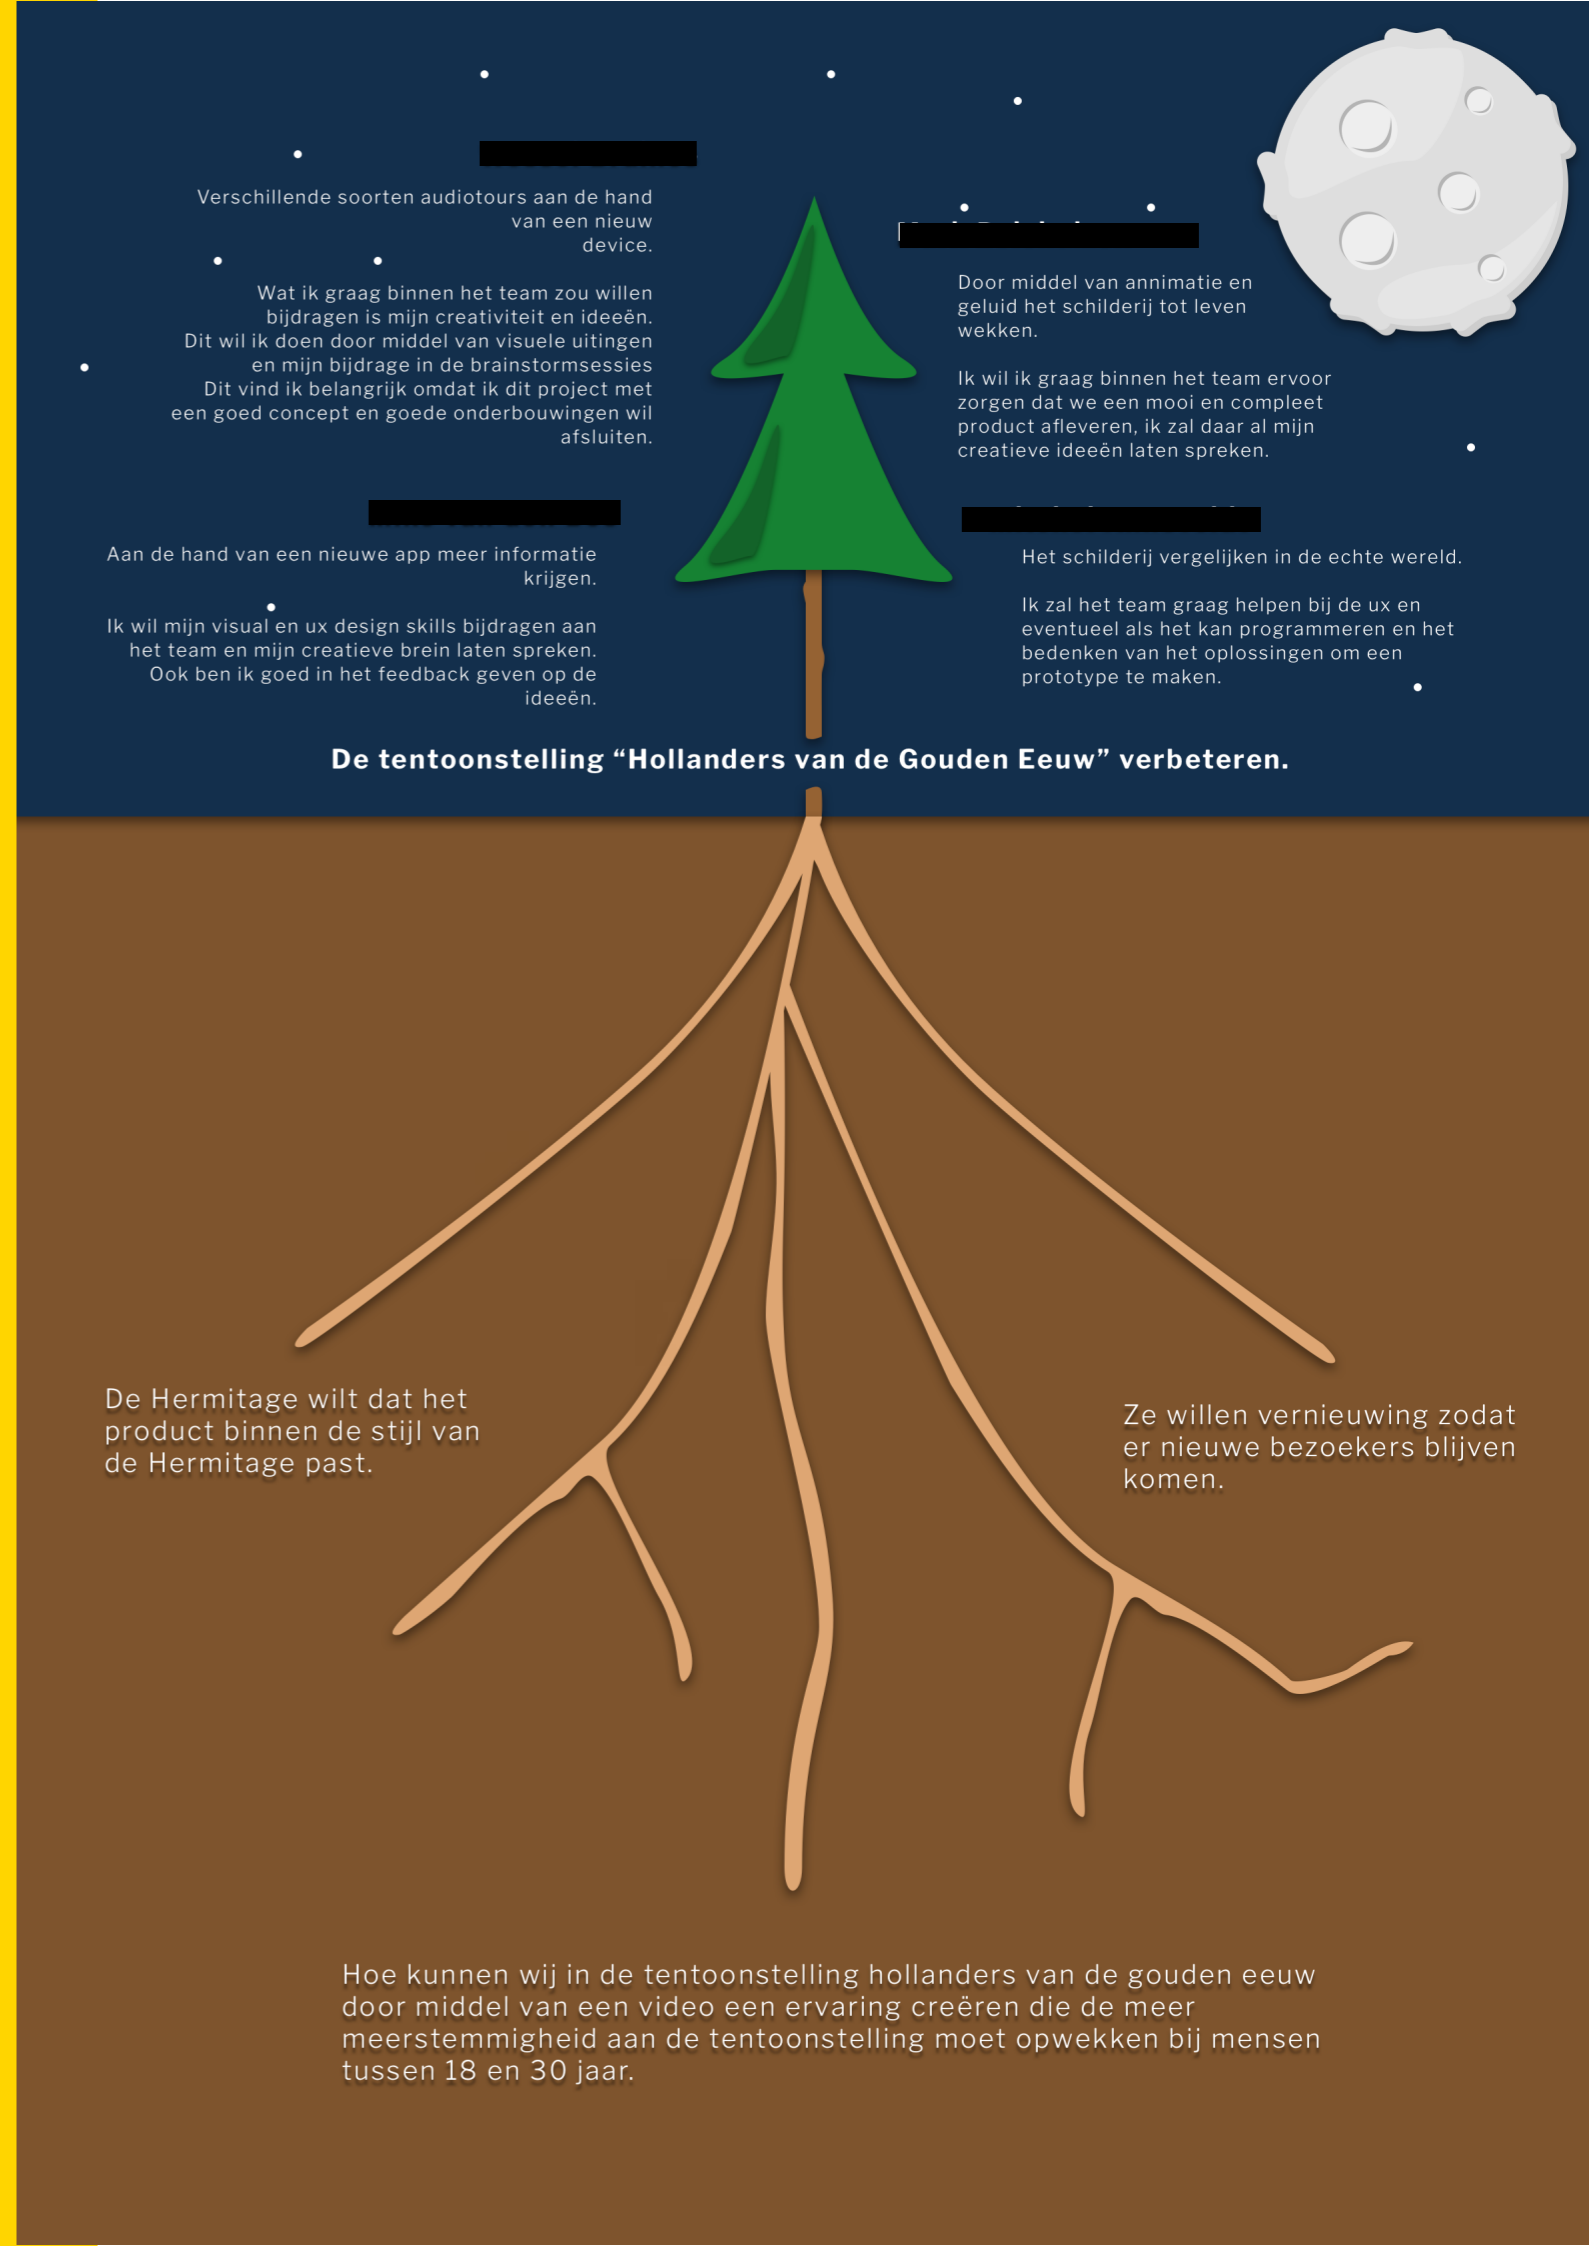 Verschillende soorten audiotours aan de hand
van een nieuw
device.
Wat ik graag binnen het team zou willen
bijdragen is mijn creativiteit en ideeën.
Dit wil ik doen door middel van visuele uitingen
en mijn bijdrage in de brainstormsessies
Dit vind ik belangrijk omdat ik dit project met
een goed concept en goede onderbouwingen wil
afsluiten.
Door middel van annimatie en
geluid het schilderij tot leven
wekken.
Ik wil ik graag binnen het team ervoor
zorgen dat we een mooi en compleet
product afleveren, ik zal daar al mijn
creatieve ideeën laten spreken.
Aan de hand van een nieuwe app meer informatie
krijgen.
Ik wil mijn visual en ux design skills bijdragen aan
het team en mijn creatieve brein laten spreken.
Ook ben ik goed in het feedback geven op de
ideeën.
Het schilderij vergelijken in de echte wereld.
Ik zal het team graag helpen bij de ux en
eventueel als het kan programmeren en het
bedenken van het oplossingen om een
prototype te maken.
De tentoonstelling “Hollanders van de Gouden Eeuw” verbeteren.
De Hermitage wilt dat het
product binnen de stijl van
de Hermitage past.
Ze willen vernieuwing zodat
er nieuwe bezoekers blijven
komen.
Hoe kunnen wij in de tentoonstelling hollanders van de gouden eeuw
door middel van een video een ervaring creëren die de meer
meerstemmigheid aan de tentoonstelling moet opwekken bij mensen
tussen 18 en 30 jaar.